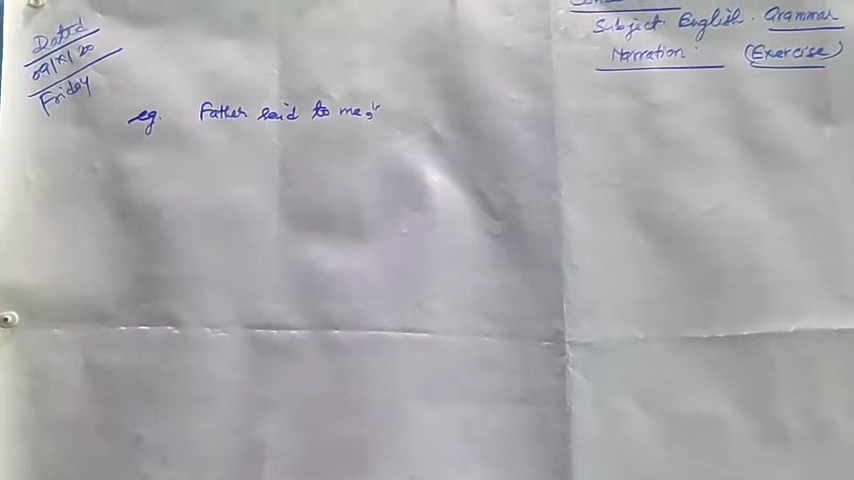 Dated
09/X/20
Friday
Subject. English. Grammar
Narration. (Exercise)
eg. Father said to me, "